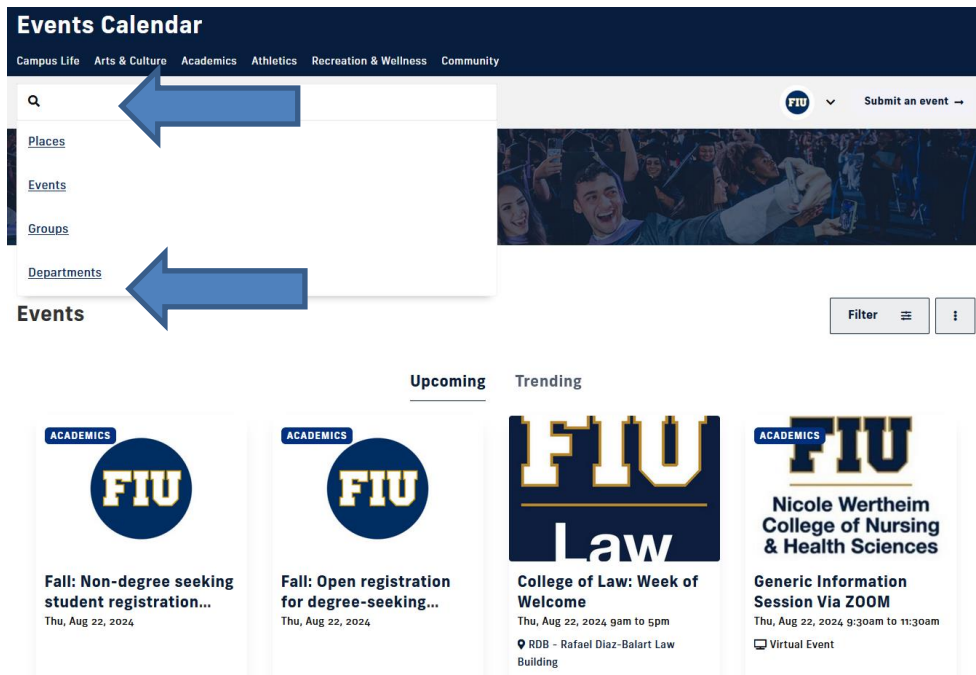 Events Calendar
Campus Life Arts & Culture Academics Athletics Recreation & Wellness Community
FIU
Submit an event →
Places
Events
Groups
Departments
Events
Filter
Upcoming Trending
ACADEMICS
FIU
Fall: Non-degree seeking
student registration...
Thu, Aug 22, 2024
ACADEMICS
FIU
Fall: Open registration
for degree-seeking...
Thu, Aug 22, 2024
FIU
Law
College of Law: Week of
Welcome
Thu, Aug 22, 2024 9am to 5pm
RDB - Rafael Diaz-Balart Law
Building
ACADEMICS
FIU
Nicole Wertheim
College of Nursing
& Health Sciences
Generic Information
Session Via ZOOM
Thu, Aug 22, 2024 9:30am to 11:30am
Virtual Event